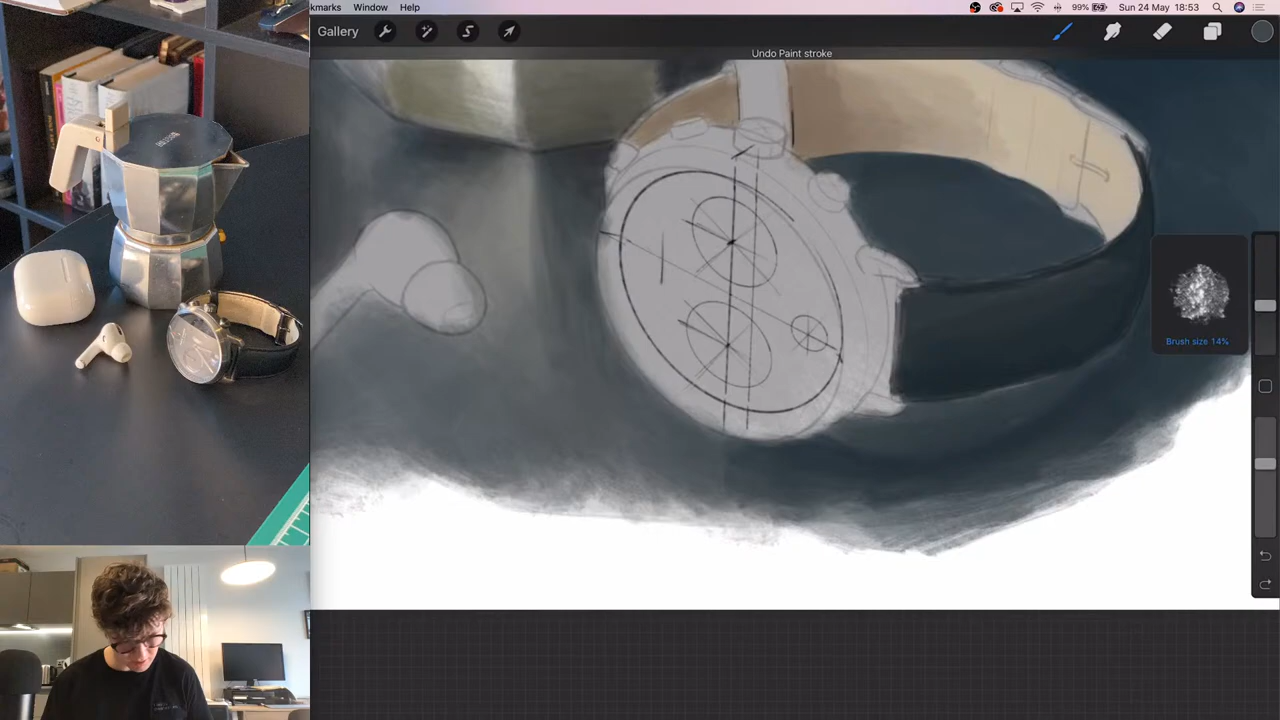 kmarks Window Help
99% Sun 24 May 18:53
Gallery
Undo Paint stroke
Brush size 14%